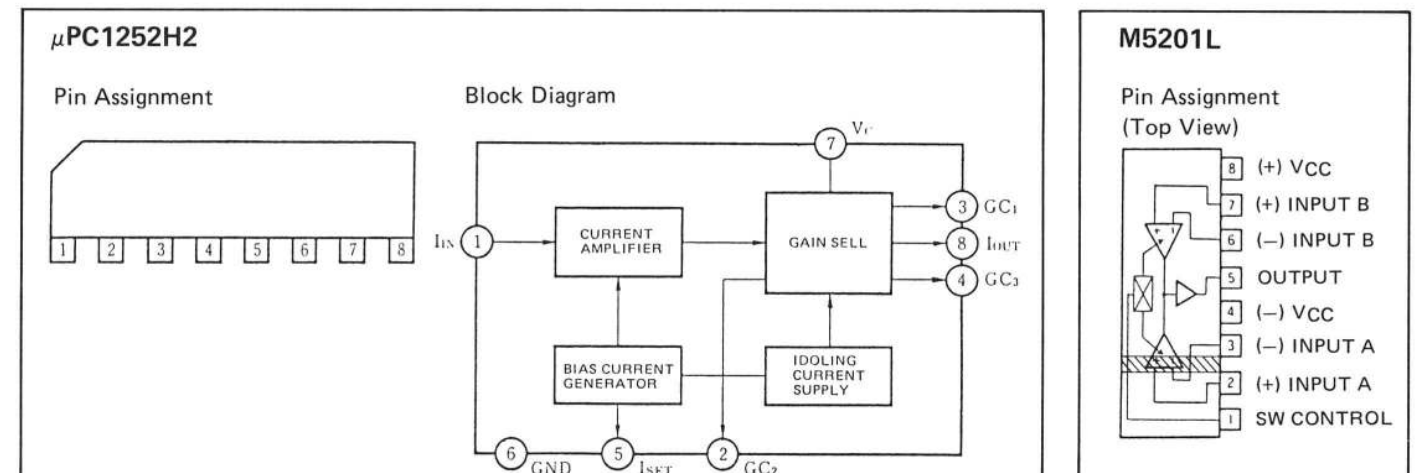 μPC1252H2
Pin Assignment
1 2 3 4 5 6 7 8
Block Diagram
7
IIN 1
CURRENT
AMPLIFIER
GAIN SELL
3 GC1
8 IOUT
4 GC3
BIAS CURRENT
GENERATOR
IDOLING
CURRENT
SUPPLY
6 GND
5 ISET
2 GC2
M5201L
Pin Assignment
(Top View)
8 (+) VCC
7 (+) INPUT B
6 (−) INPUT B
5 OUTPUT
4 (−) VCC
3 (−) INPUT A
2 (+) INPUT A
1 SW CONTROL